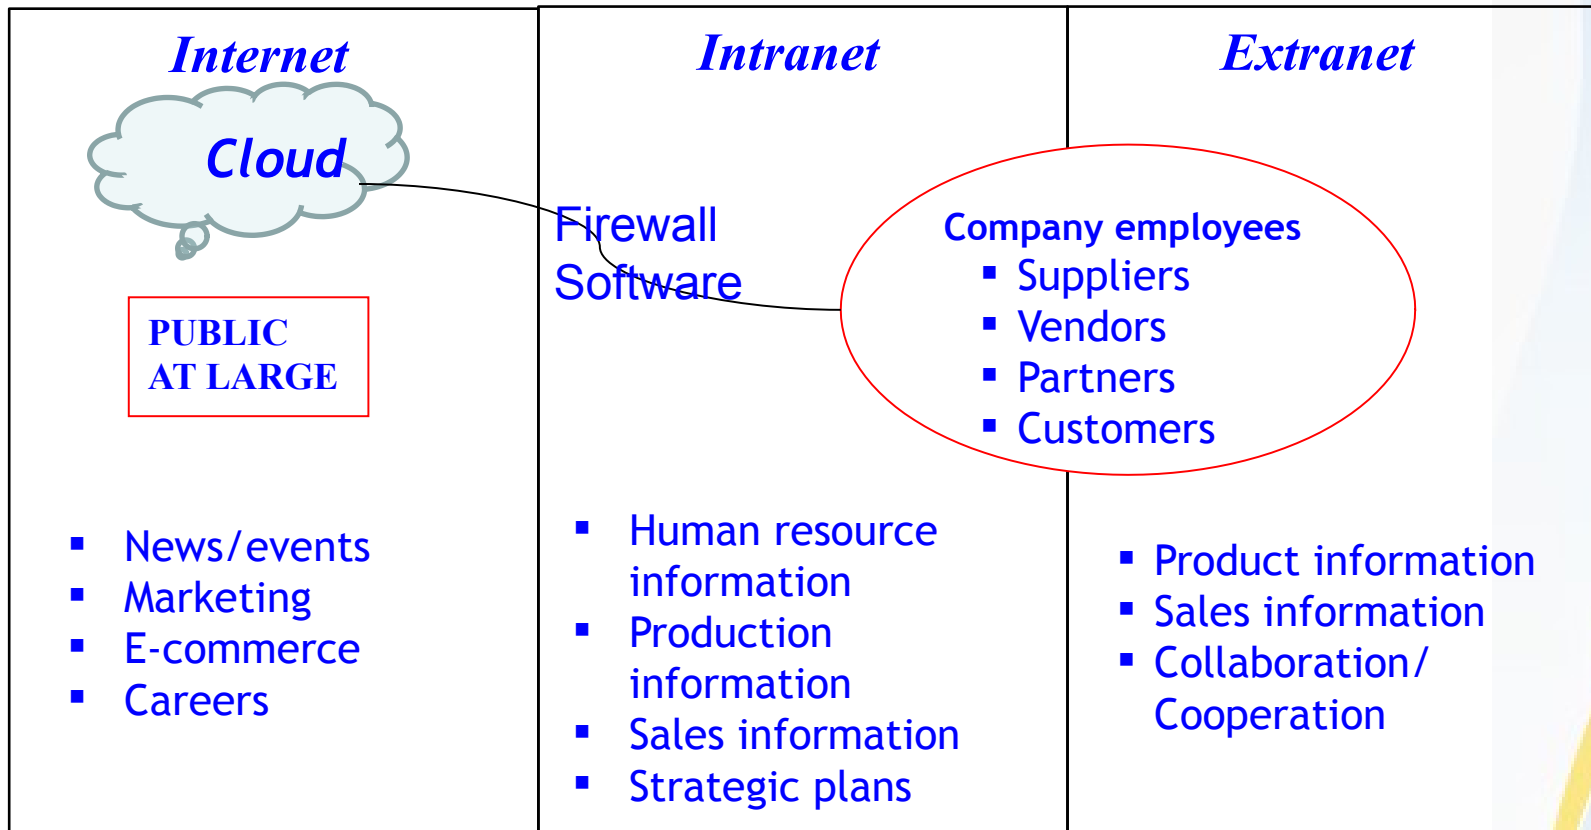 Internet
Cloud
PUBLIC
AT LARGE
▪ News/events
▪ Marketing
▪ E-commerce
▪ Careers
Intranet
Firewall
Software
▪ Human resource
information
▪ Production
information
▪ Sales information
▪ Strategic plans
Extranet
Company employees
▪ Suppliers
▪ Vendors
▪ Partners
▪ Customers
▪ Product information
▪ Sales information
▪ Collaboration/
Cooperation